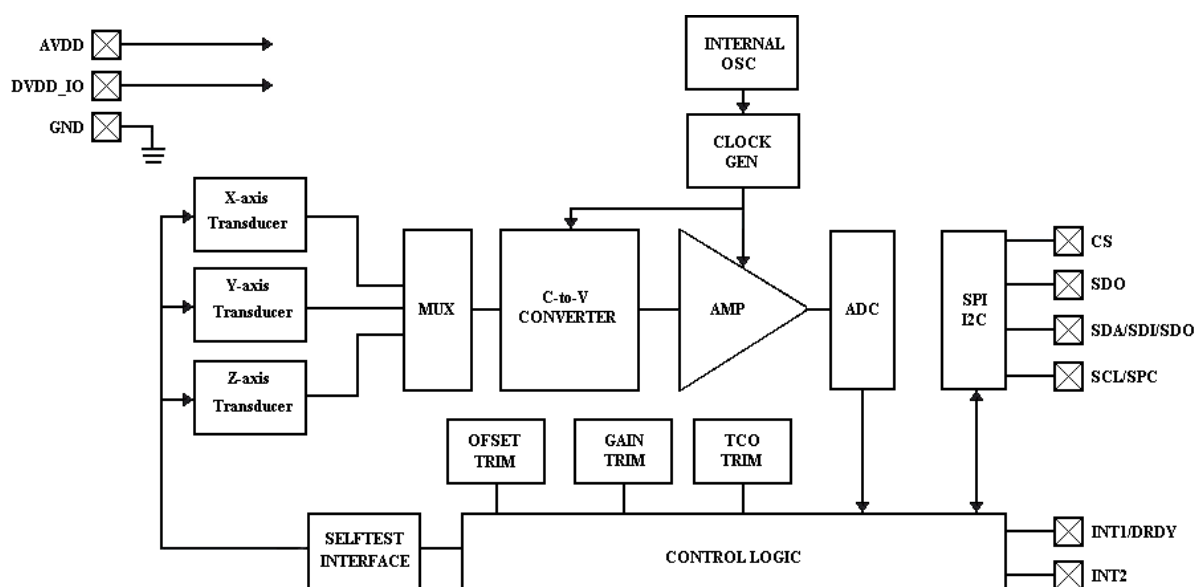 AVDD
DVDD_IO
GND
INTERNAL
OSC
CLOCK
GEN
X-axis
Transducer
Y-axis
Transducer
Z-axis
Transducer
MUX
C-to-V
CONVERTER
AMP
ADC
SPI
I2C
CS
SDO
SDA/SDI/SDO
SCL/SPC
OFSET
TRIM
GAIN
TRIM
TCO
TRIM
SELFTEST
INTERFACE
CONTROL LOGIC
INT1/DRDY
INT2